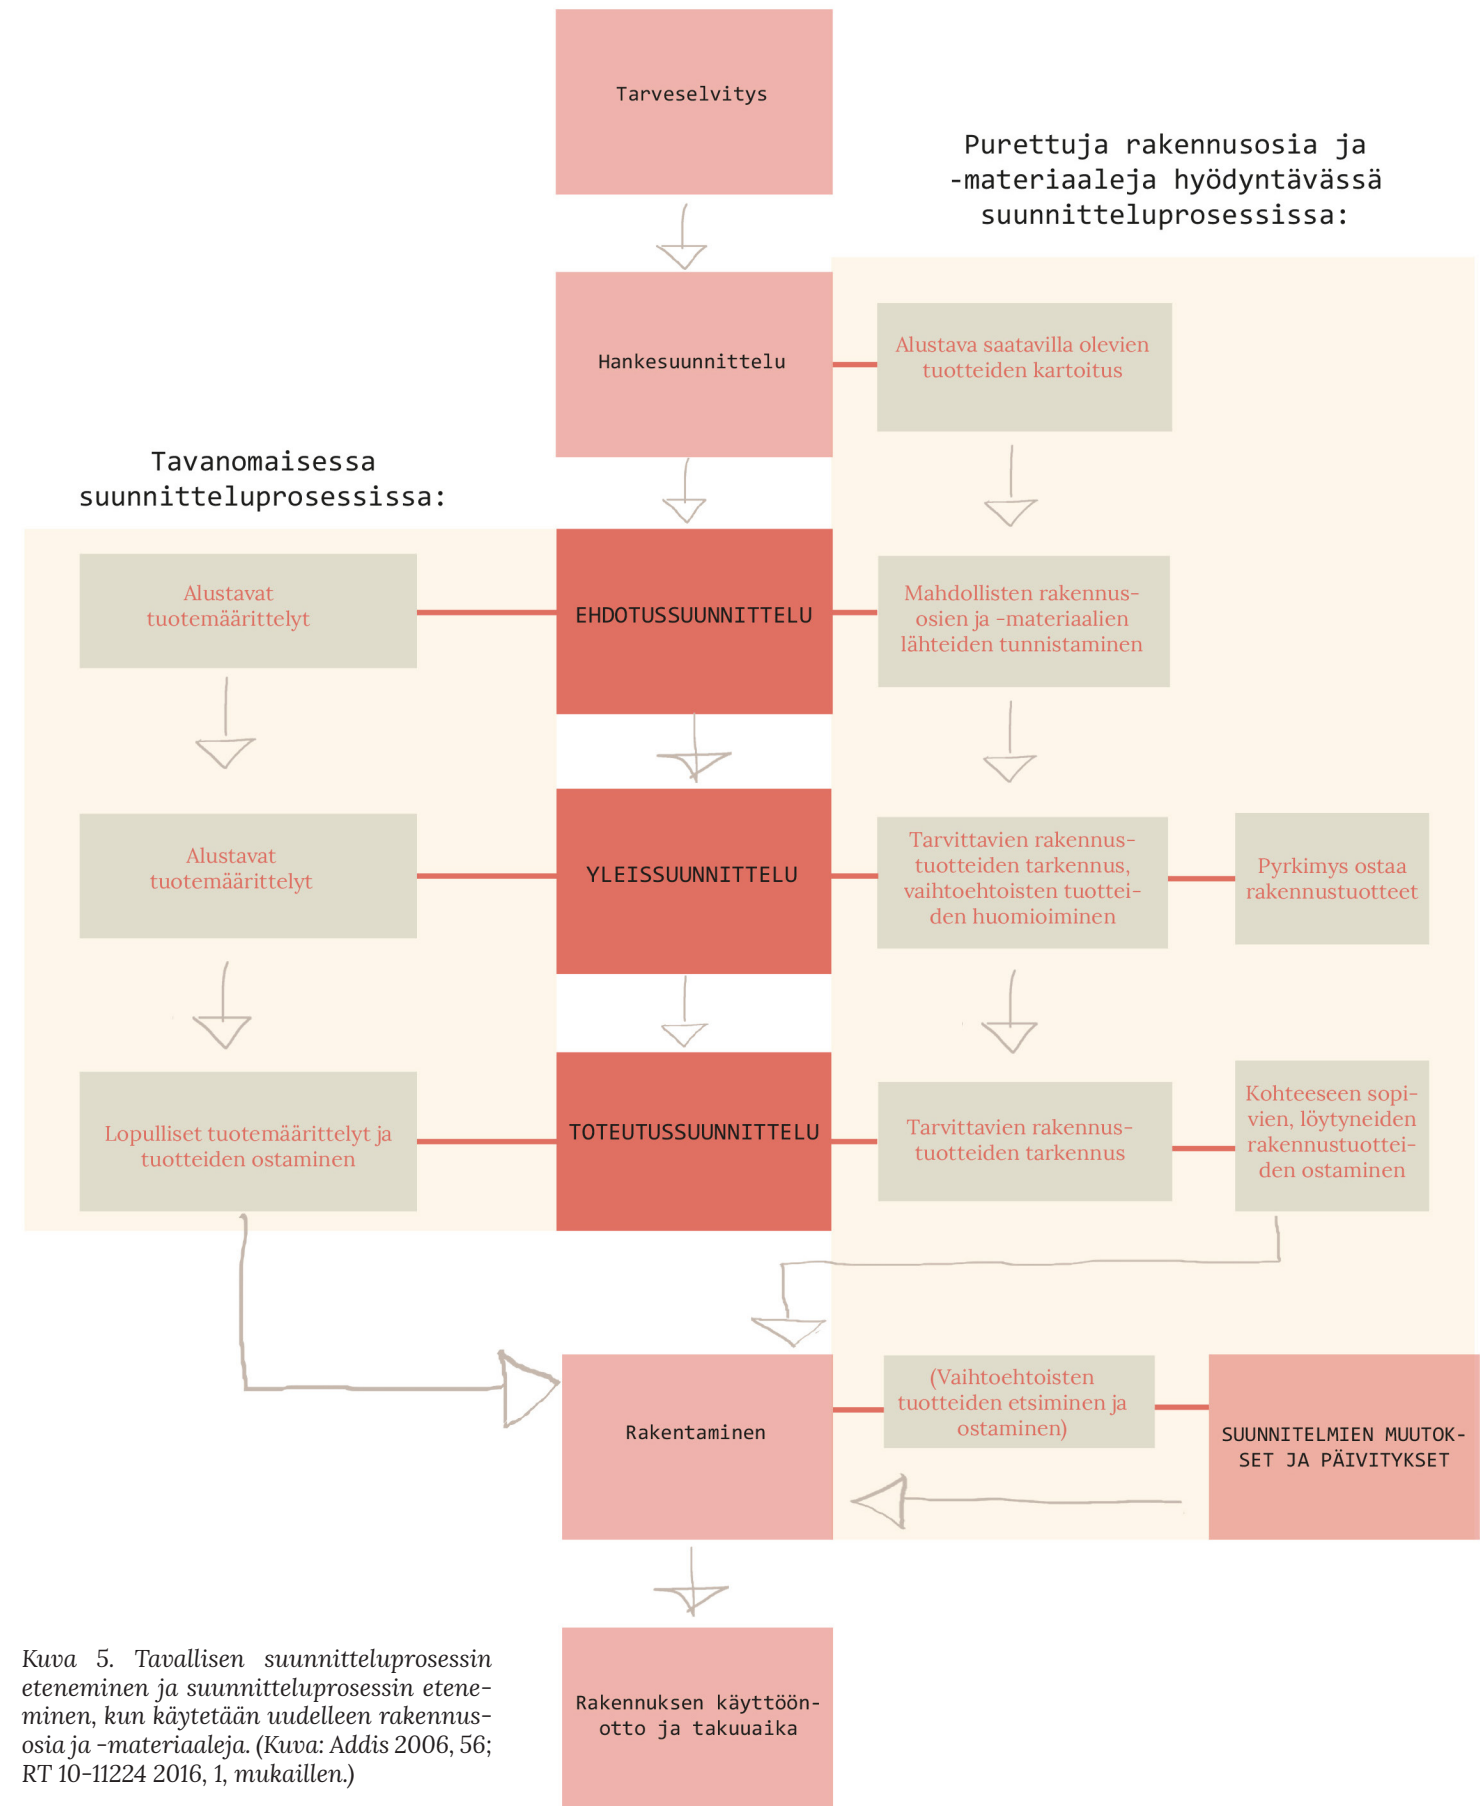 Tarveselvitys
Purettuja rakennusosia ja
-materiaaleja hyödyntävässä
suunnitteluprosessissa:
Hankesuunnittelu
Alustava saatavilla olevien
tuotteiden kartoitus
Tavanomaisessa
suunnitteluprosessissa:
Alustavat
tuotemäärittelyt
EHDOTUSSUUNNITTELU
Mahdollisten rakennus-
osien ja -materiaalien
lähteiden tunnistaminen
Alustavat
tuotemäärittelyt
YLEISSUUNNITTELU
Tarvittavien rakennus-
tuotteiden tarkennus,
vaihtoehtoisten tuottei-
den huomioiminen
Pyrkimys ostaa
rakennustuotteet
Lopulliset tuotemäärittelyt ja
tuotteiden ostaminen
TOTEUTUSSUUNNITTELU
Tarvittavien rakennus-
tuotteiden tarkennus
Kohteeseen sopi-
vien, löytyneiden
rakennustuottei-
den ostaminen
Rakentaminen
(Vaihtoehtoisten
tuotteiden etsiminen ja
ostaminen)
SUUNNITELMIEN MUUTOK-
SET JA PÄIVITYKSET
Rakennuksen käyttöön-
otto ja takuuaika
Kuva 5. Tavallisen suunnitteluprosessin
eteneminen ja suunnitteluprosessin etene-
minen, kun käytetään uudelleen rakennus-
osia ja -materiaaleja. (Kuva: Addis 2006, 56;
RT 10-11224 2016, 1, mukaillen.)